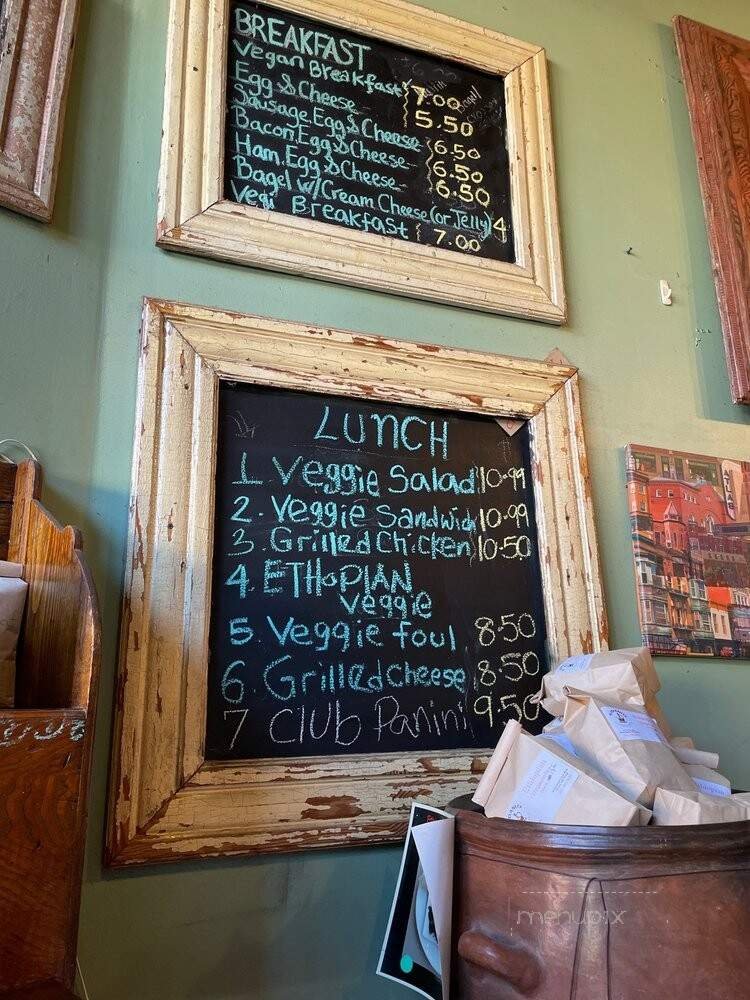 BREAKFAST
Vegan Breakfast 7.00
Egg & Cheese 5.50
Sausage, Egg & Cheese 6.50
Bacon, Egg & Cheese 6.50
Ham, Egg & Cheese 6.50
Bagel w/Cream Cheese (or Jelly) 4
Vegi Breakfast 7.00
LUNCH
1. Veggie Salad 10.99
2. Veggie Sandwich 10.99
3. Grilled Chicken 10.50
4. ETHOPIAN
Veggie
5. Veggie foul 8.50
6. Grilled Cheese 8.50
7 Club Panini 9.50
menupix